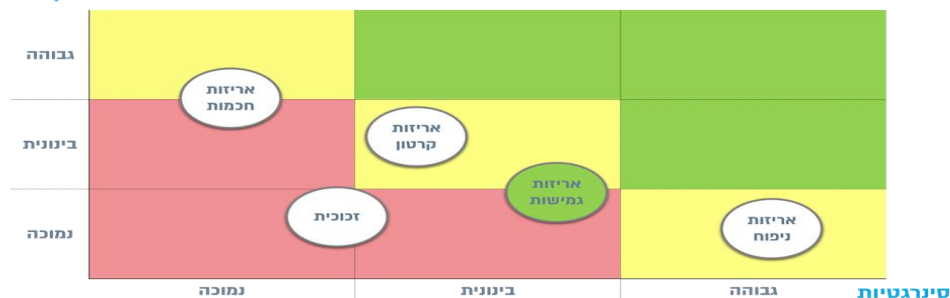 גבוהה
אריזות
חכמות
אריזות
קרטון
בינונית
אריזות
גמישות
זכוכית
אריזות
ניפוח
נמוכה
נמוכה
בינונית
גבוהה
סינרגטיות